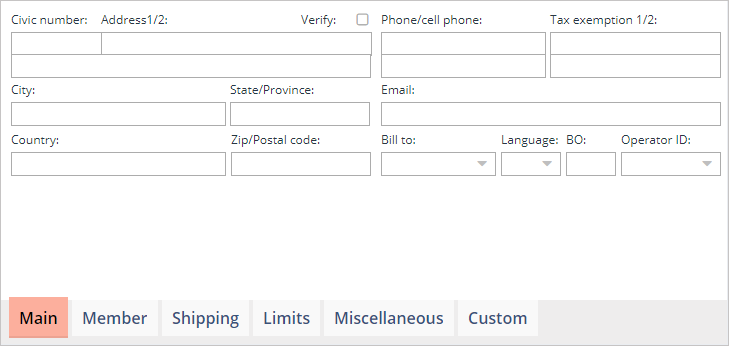 Civic number: Address1/2: Verify: Phone/cell phone: Tax exemption 1/2:
City: State/Province: Email:
Country: Zip/Postal code: Bill to: Language: BO: Operator ID:
Main Member Shipping Limits Miscellaneous Custom